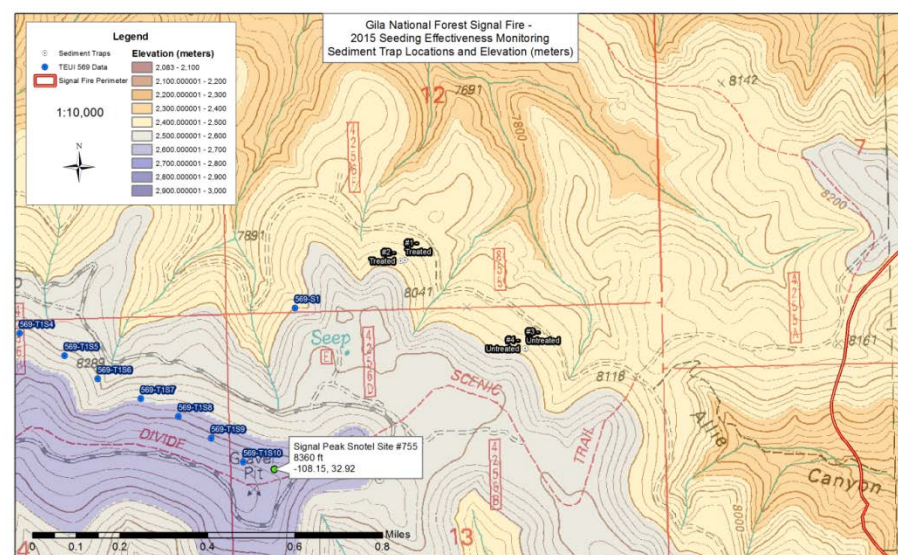 Gila National Forest Signal Fire -
2015 Seeding Effectiveness Monitoring
Sediment Trap Locations and Elevation (meters)
Legend
Sediment Traps
TEUI 569 Data
Signal Fire Perimeter
1:10,000
N
Elevation (meters)
2,083 - 2,100
2,100.000001 - 2,200
2,200.000001 - 2,300
2,300.000001 - 2,400
2,400.000001 - 2,500
2,500.000001 - 2,600
2,600.000001 - 2,700
2,700.000001 - 2,800
2,800.000001 - 2,900
2,900.000001 - 3,000
12
7691
7800
8142
7
8200
7891
#1 -
Treated
#2 -
Treated
8041
569-S1
Seep
E
4256D
#3 -
Untreated
#4 -
Untreated
8118
8161
569-T1S4
569-T1S5
8289
569-T1S6
569-T1S7
569-T1S8
569-T1S9
569-T1S10
DIVIDE
SCENIC
TRAIL
Gravel
Pit
Signal Peak Snotel Site #755
8360 ft
-108.15, 32.92
Allie
Canyon
8000
13
Miles
0
0.2
0.4
0.6
0.8